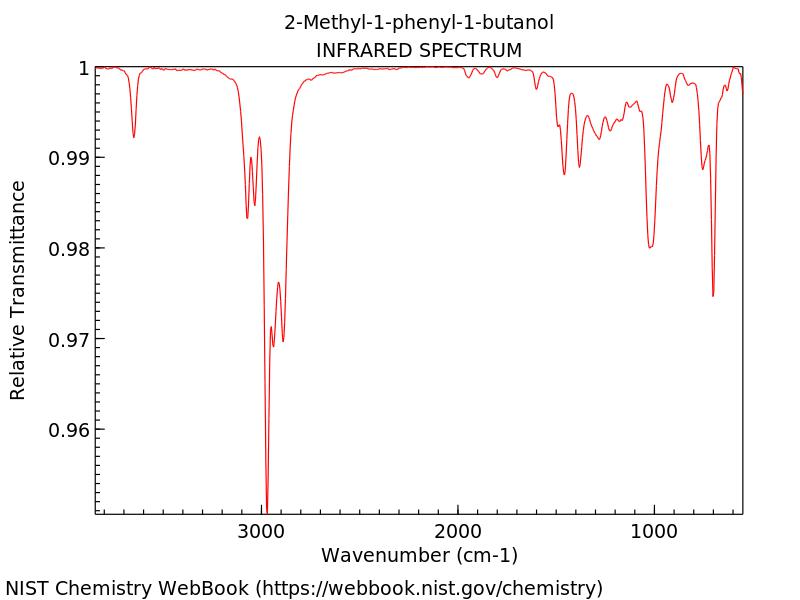 2-Methyl-1-phenyl-1-butanol
INFRARED SPECTRUM
1
0.99
0.98
0.97
0.96
Relative Transmittance
3000 2000 1000
Wavenumber (cm-1)
NIST Chemistry WebBook (https://webbook.nist.gov/chemistry)